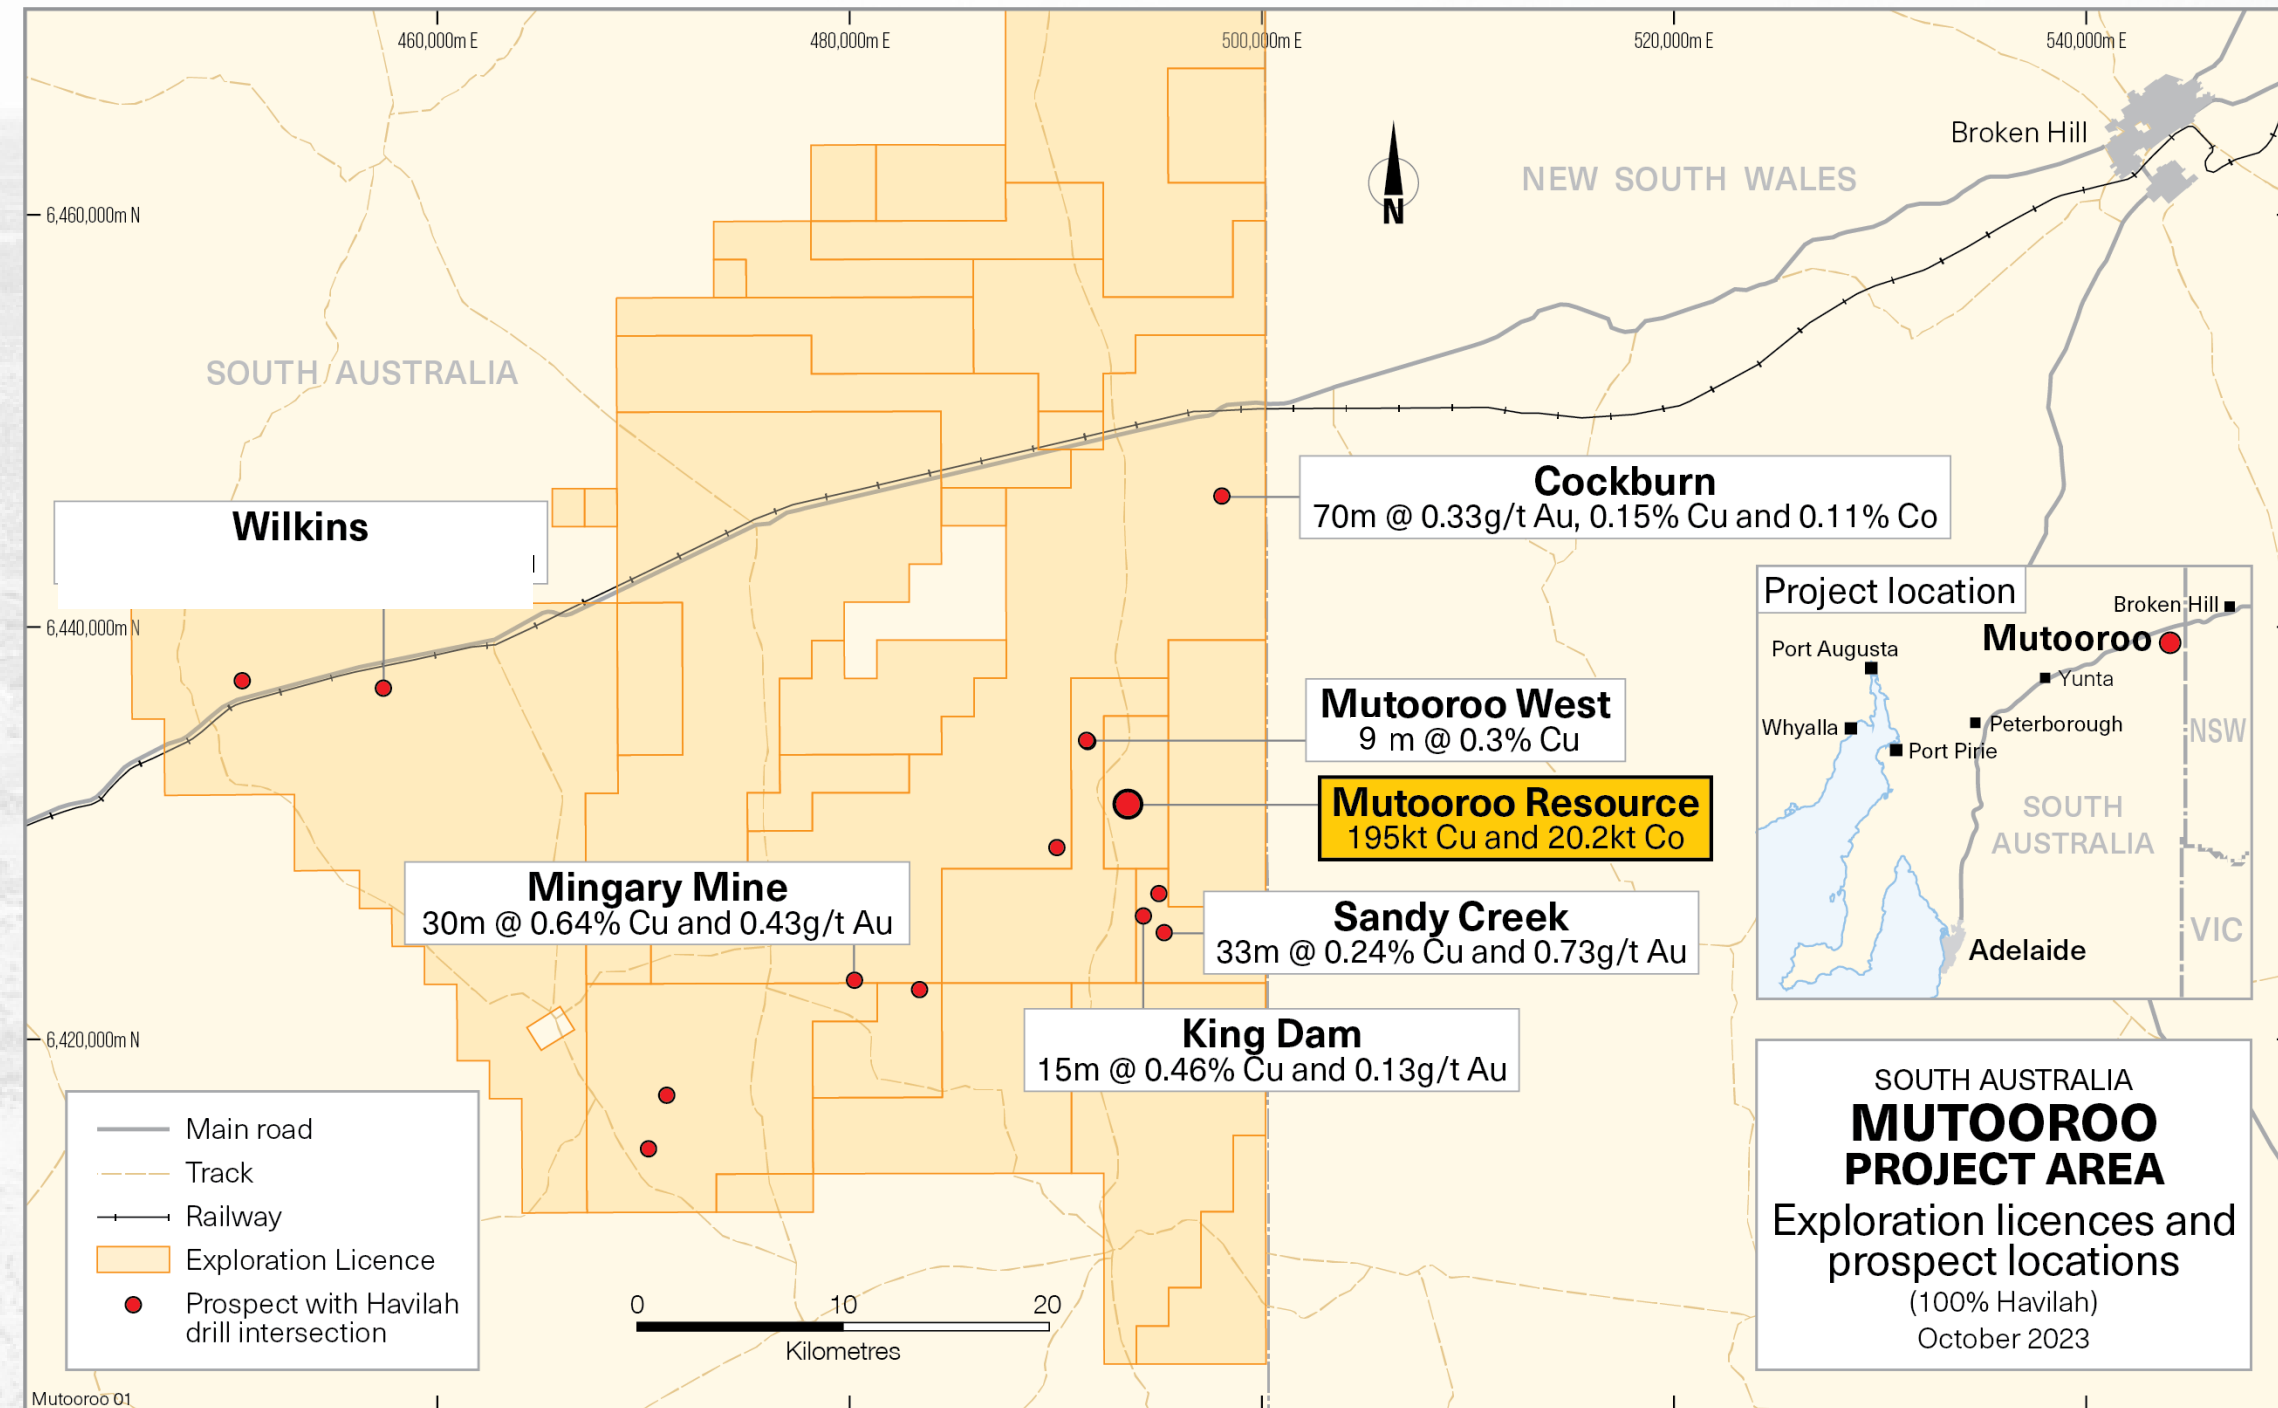 460,000m E
480,000m E
500,000m E
520,000m E
540,000m E
Broken Hill
NEW SOUTH WALES
N
6,460,000m N
SOUTH AUSTRALIA
Cockburn
70m @ 0.33g/t Au, 0.15% Cu and 0.11% Co
Wilkins
6,440,000m N
Mutooroo West
9 m @ 0.3% Cu
Mutooroo Resource
195kt Cu and 20.2kt Co
Mingary Mine
30m @ 0.64% Cu and 0.43g/t Au
Sandy Creek
33m @ 0.24% Cu and 0.73g/t Au
King Dam
15m @ 0.46% Cu and 0.13g/t Au
6,420,000m N
Project location
Broken Hill
Mutooroo
Port Augusta
Yunta
Whyalla
Peterborough
NSW
Port Pirie
SOUTH
AUSTRALIA
VIC
Adelaide
Main road
Track
Railway
Exploration Licence
Prospect with Havilah
drill intersection
0 10 20
Kilometres
SOUTH AUSTRALIA
MUTOOROO
PROJECT AREA
Exploration licences and
prospect locations
(100% Havilah)
October 2023
Mutooroo 01